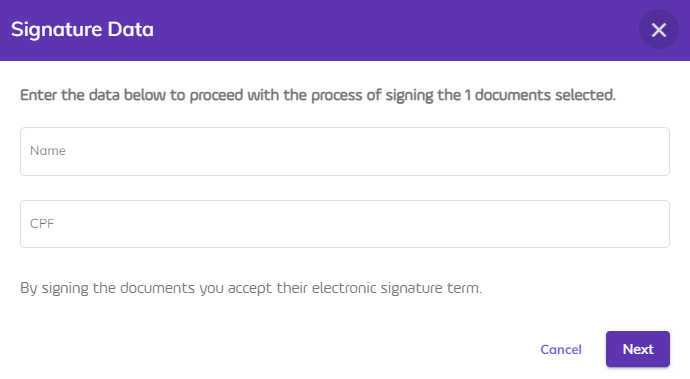 Signature Data
Enter the data below to proceed with the process of signing the 1 documents selected.
Name
CPF
By signing the documents you accept their electronic signature term.
Cancel Next